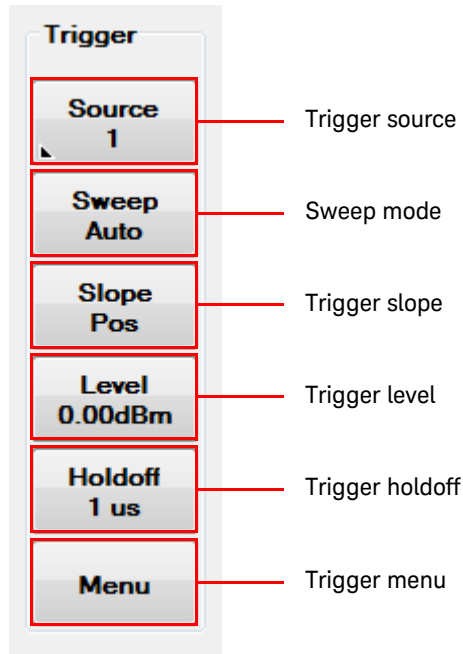 Trigger
Source
1
Trigger source
Sweep
Auto
Sweep mode
Slope
Pos
Trigger slope
Level
0.00dBm
Trigger level
Holdoff
1 us
Trigger holdoff
Menu
Trigger menu